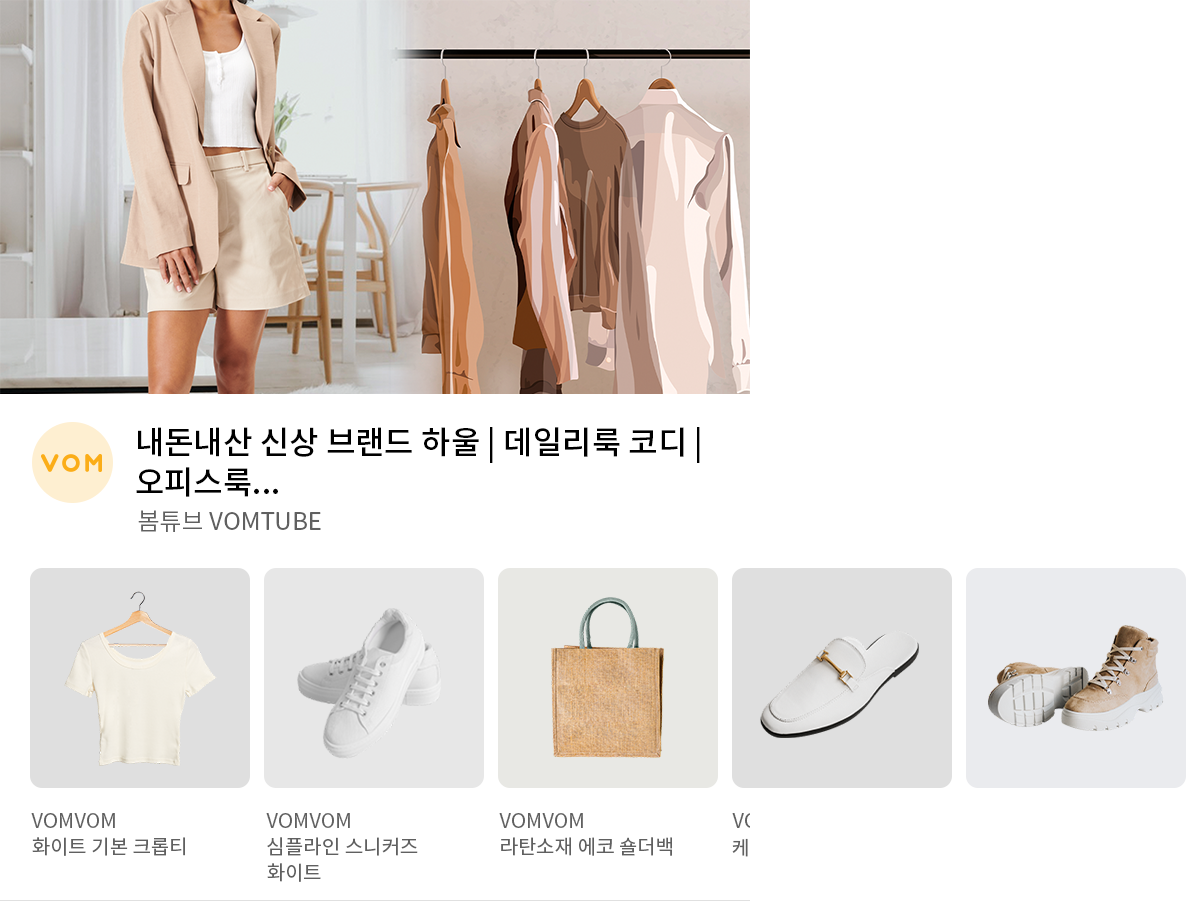 VOM
내돈내산 신상 브랜드 하울 | 데일리룩 코디 |
오피스룩...
봄튜브 VOMTUBE
VOMVOM
화이트 기본 크롭티
VOMVOM
심플라인 스니커즈
화이트
VOMVOM
라탄소재 에코 숄더백
VO
케